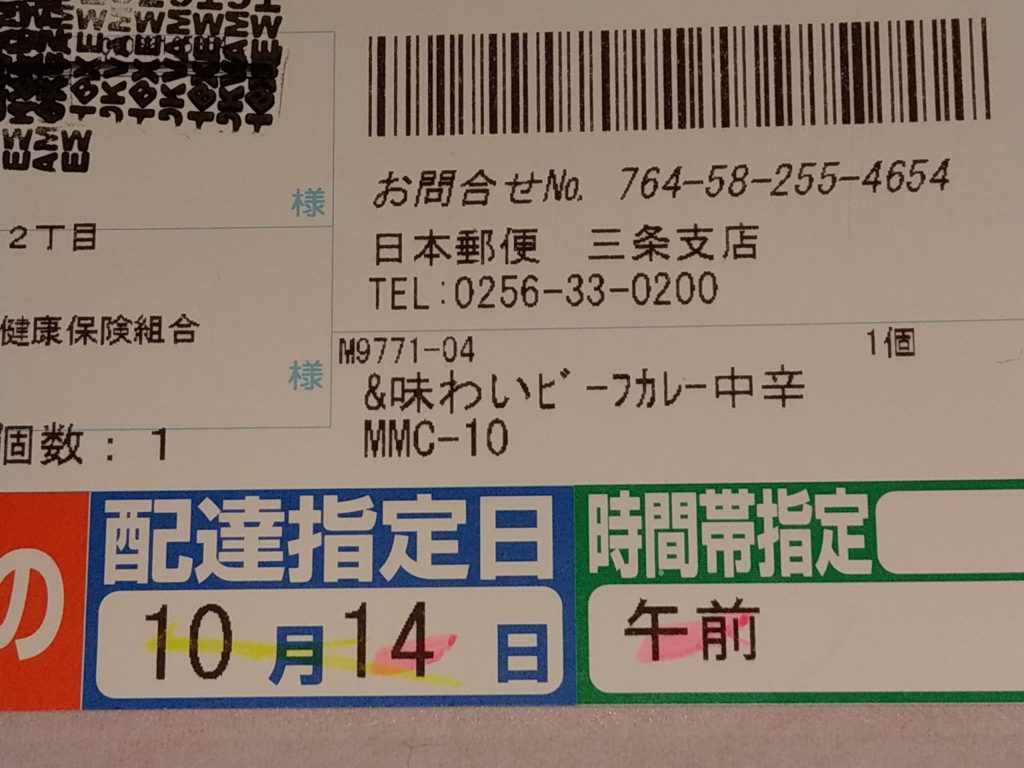 様
2丁目
健康保険組合
様
個数: 1
お問合せNo. 764-58-255-4654
日本郵便 三条支店
TEL:0256-33-0200
M9771-04 1個
&味わいビーフカレー中辛
MMC-10
の
配達指定日
10月14日
時間帯指定
午前